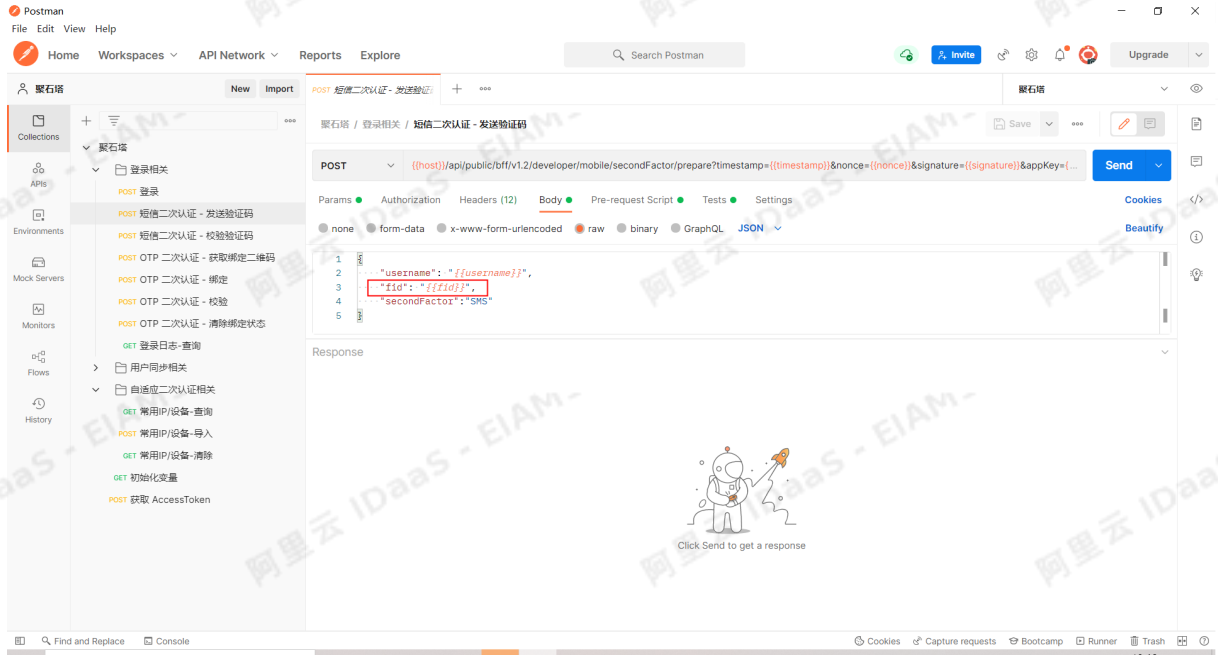 Postman
File Edit View Help
Home Workspaces API Network Reports Explore Search Postman Invite Upgrade
聚石塔 New Import POST 短信二次认证 - 发送验证 聚石塔
Collections
APIs
Environments
Mock Servers
Monitors
Flows
History
聚石塔
登录相关
POST 登录
POST 短信二次认证 - 发送验证码
POST 短信二次认证 - 校验验证码
POST OTP 二次认证 - 获取绑定二维码
POST OTP 二次认证 - 绑定
POST OTP 二次认证 - 校验
POST OTP 二次认证 - 清除绑定状态
GET 登录日志-查询
用户同步相关
自适应二次认证相关
GET 常用IP/设备-查询
POST 常用IP/设备-导入
GET 常用IP/设备-清除
GET 初始化变量
POST 获取 AccessToken
聚石塔 / 登录相关 / 短信二次认证 - 发送验证码 Save
POST {{host}}/api/public/bff/v1.2/developer/mobile/secondFactor/prepare?timestamp={{timestamp}}&nonce={{nonce}}&signature={{signature}}&appKey={... Send
Params Authorization Headers (12) Body Pre-request Script Tests Settings Cookies
none form-data x-www-form-urlencoded raw binary GraphQL JSON Beautify
1 {
2 "username": "{{username}}",
3 "fid": "{{fid}}",
4 "secondFactor":"SMS"
5 }
Response
Click Send to get a response
Find and Replace Console Cookies Capture requests Bootcamp Runner Trash
阿里云 IDaaS - EIAM -